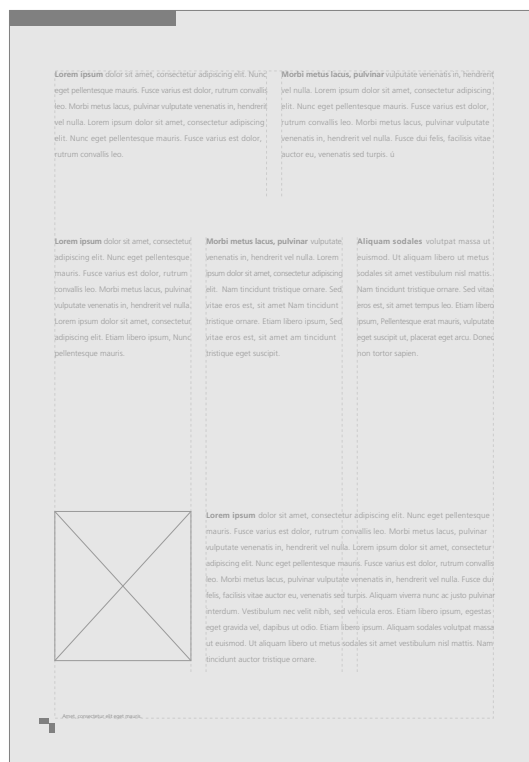 Lorem ipsum dolor sit amet, consectetur adipiscing elit. Nunc
eget pellentesque mauris. Fusce varius est dolor, rutrum convallis
leo. Morbi metus lacus, pulvinar vulputate venenatis in, hendrerit
vel nulla. Lorem ipsum dolor sit amet, consectetur adipiscing
elit. Nunc eget pellentesque mauris. Fusce varius est dolor,
rutrum convallis leo.
Morbi metus lacus, pulvinar vulputate venenatis in, hendrerit
vel nulla. Lorem ipsum dolor sit amet, consectetur adipiscing
elit. Nunc eget pellentesque mauris. Fusce varius est dolor,
rutrum convallis leo. Morbi metus lacus, pulvinar vulputate
venenatis in, hendrerit vel nulla. Fusce dui felis, facilisis vitae
auctor eu, venenatis sed turpis. ú
Lorem ipsum dolor sit amet, consectetur
adipiscing elit. Nunc eget pellentesque
mauris. Fusce varius est dolor, rutrum
convallis leo. Morbi metus lacus, pulvinar
vulputate venenatis in, hendrerit vel nulla.
Lorem ipsum dolor sit amet, consectetur
adipiscing elit. Etiam libero ipsum, Nunc
pellentesque mauris.
Morbi metus lacus, pulvinar vulputate
venenatis in, hendrerit vel nulla. Lorem
ipsum dolor sit amet, consectetur adipiscing
elit. Nam tincidunt tristique ornare. Sed
vitae eros est, sit amet Nam tincidunt
tristique ornare. Etiam libero ipsum, Sed
vitae eros est, sit amet am tincidunt
tristique eget suscipit.
Aliquam sodales volutpat massa ut
euismod. Ut aliquam libero ut metus
sodales sit amet vestibulum nisl mattis.
Nam tincidunt tristique ornare. Sed vitae
eros est, sit amet tempus leo. Etiam libero
ipsum, Pellentesque erat mauris, vulputate
eget suscipit ut, placerat eget arcu. Donec
non tortor sapien.
Lorem ipsum dolor sit amet, consectetur adipiscing elit. Nunc eget pellentesque
mauris. Fusce varius est dolor, rutrum convallis leo. Morbi metus lacus, pulvinar
vulputate venenatis in, hendrerit vel nulla. Lorem ipsum dolor sit amet, consectetur
adipiscing elit. Nunc eget pellentesque mauris. Fusce varius est dolor, rutrum convallis
leo. Morbi metus lacus, pulvinar vulputate venenatis in, hendrerit vel nulla. Fusce dui
felis, facilisis vitae auctor eu, venenatis sed turpis. Aliquam viverra nunc ac justo pulvinar
interdum. Vestibulum nec velit nibh, sed vehicula eros. Etiam libero ipsum, egestas
eget gravida vel, dapibus ut odio. Etiam libero ipsum. Aliquam sodales volutpat massa
ut euismod. Ut aliquam libero ut metus sodales sit amet vestibulum nisl mattis. Nam
tincidunt auctor tristique ornare.
Amet, consectetur elit eget mauris.